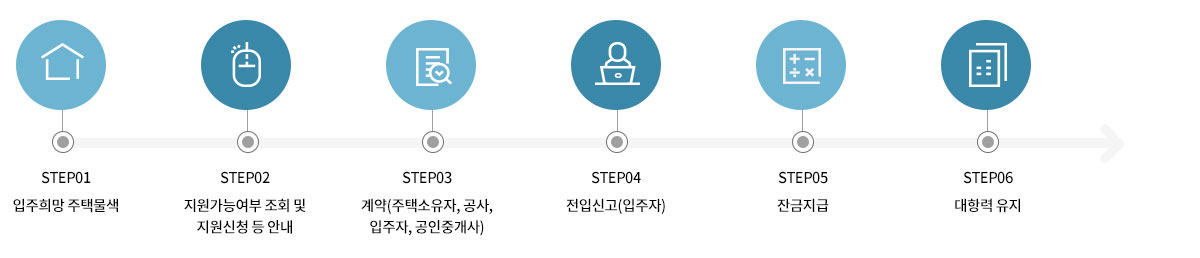 STEP01
입주희망 주택물색
STEP02
지원가능여부 조회 및
지원신청 등 안내
STEP03
계약(주택소유자, 공사,
입주자, 공인중개사)
STEP04
전입신고(입주자)
STEP05
잔금지급
STEP06
대항력 유지